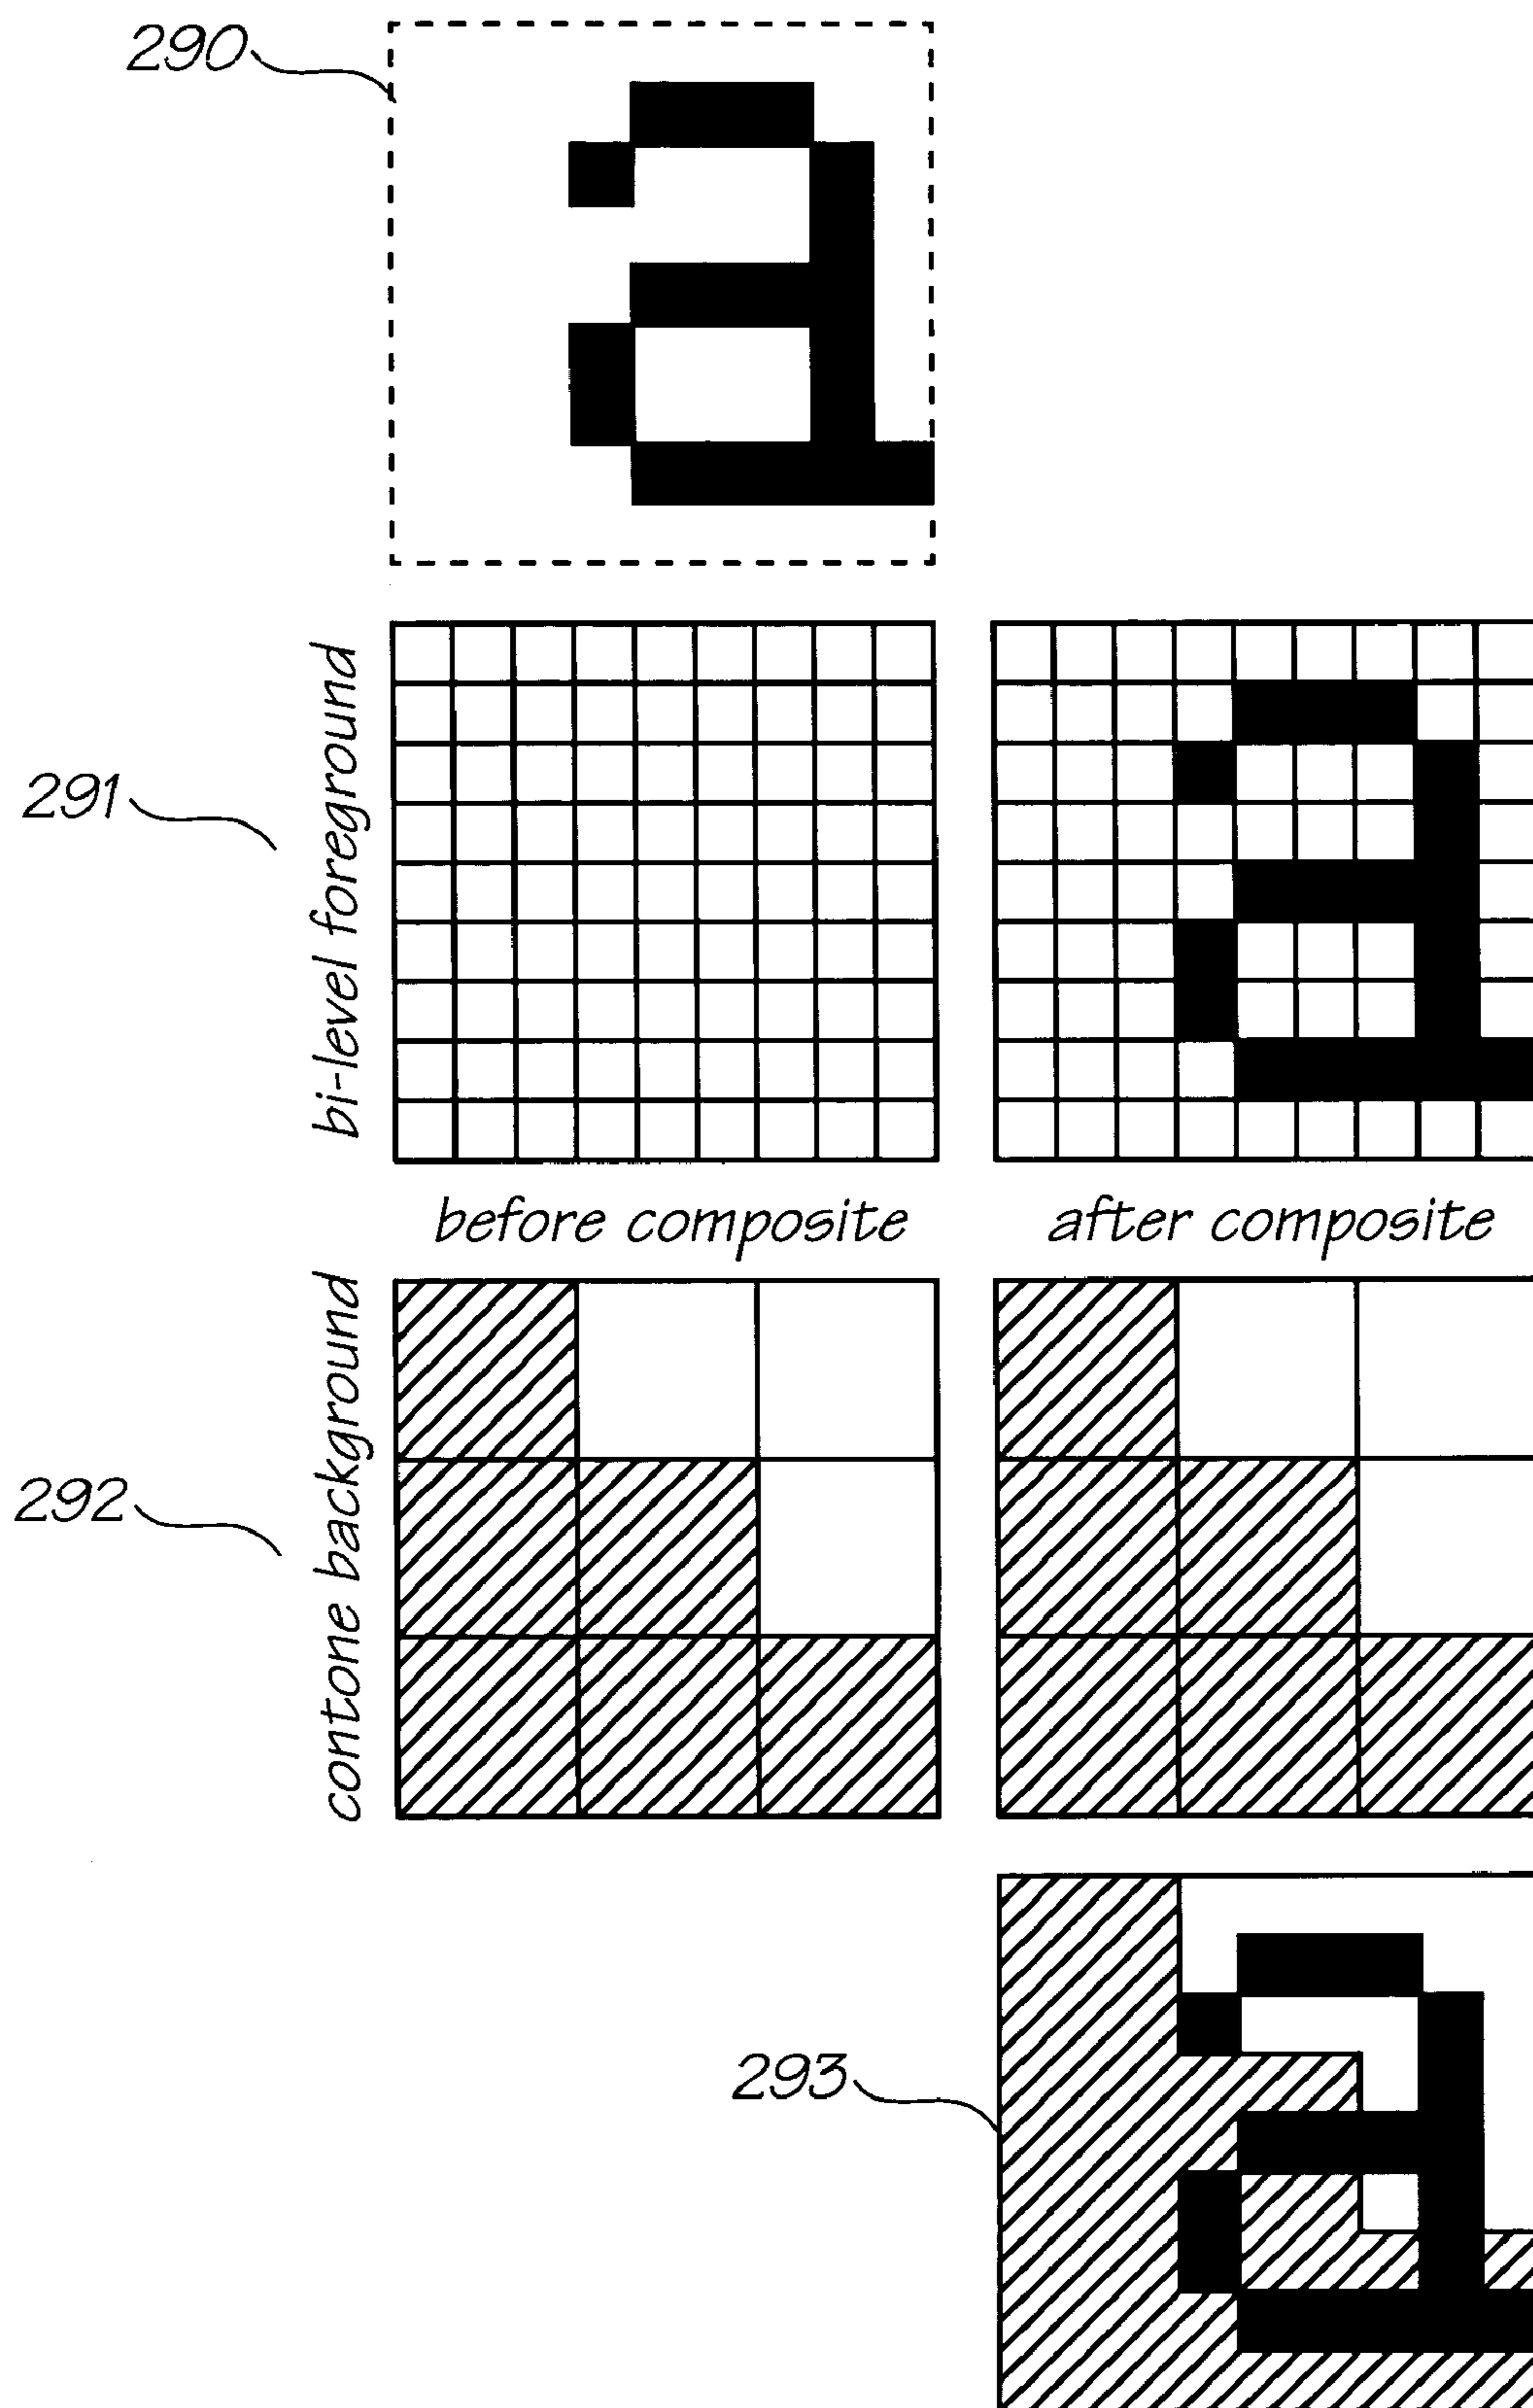 290
291
bi-level foreground
before composite
after composite
292
contone background
293